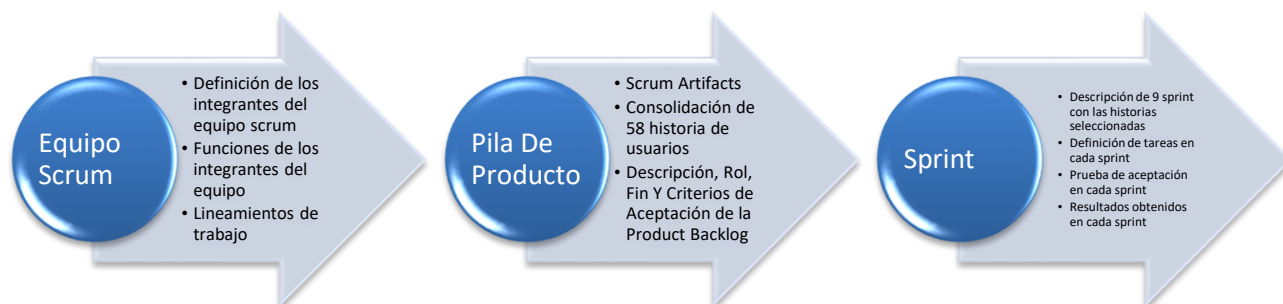 Equipo
Scrum
• Definición de los
integrantes del
equipo scrum
• Funciones de los
integrantes del
equipo
• Lineamientos de
trabajo
Pila De
Producto
• Scrum Artifacts
• Consolidación de
58 historia de
usuarios
• Descripción, Rol,
Fin Y Criterios de
Aceptación de la
Product Backlog
Sprint
• Descripción de 9 sprint
con las historias
seleccionadas
• Definición de tareas en
cada sprint
• Prueba de aceptación
en cada sprint
• Resultados obtenidos
en cada sprint